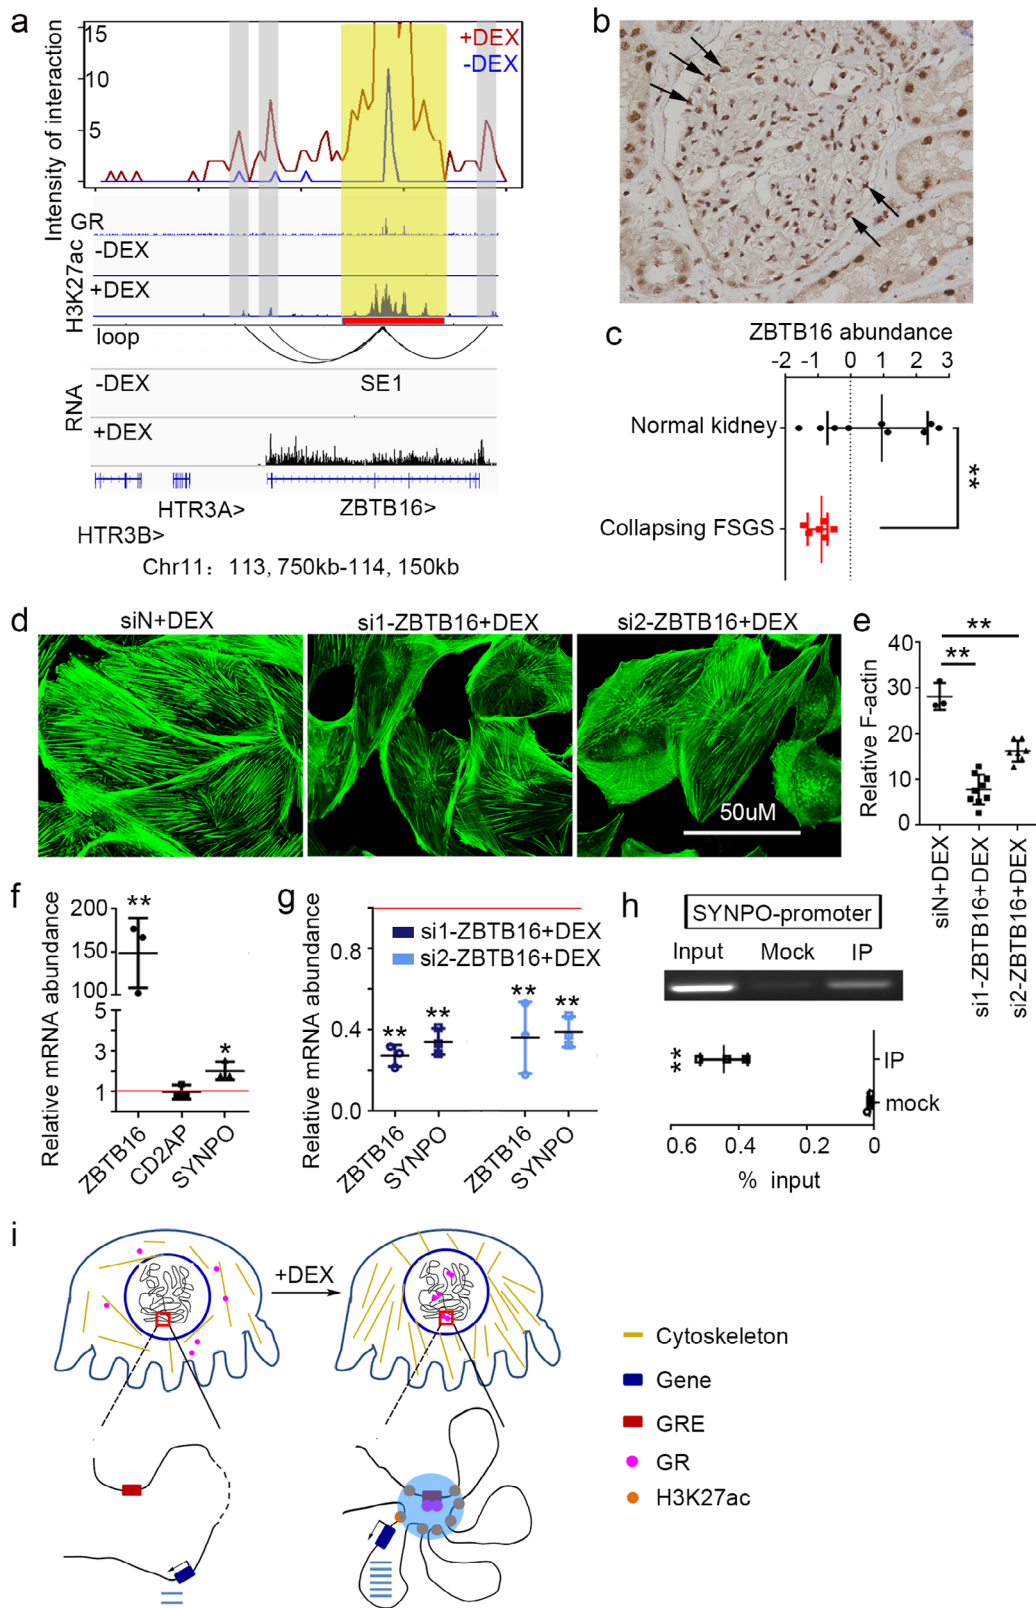 a
Intensity of interaction
15
10
5
+DEX
-DEX
GR
H3K27ac
-DEX
+DEX
loop
RNA
-DEX
SE1
+DEX
HTR3A>
ZBTB16>
HTR3B>
Chr11: 113, 750kb-114, 150kb
b
c
ZBTB16 abundance
-2 -1 0 1 2 3
Normal kidney
Collapsing FSGS
**
d
siN+DEX
si1-ZBTB16+DEX
si2-ZBTB16+DEX
50uM
e
Relative F-actin
40
30
20
10
0
**
**
siN+DEX
si1-ZBTB16+DEX
si2-ZBTB16+DEX
f
Relative mRNA abundance
200
150
100
5
3
1
**
*
ZBTB16
CD2AP
SYNPO
g
Relative mRNA abundance
0.8
0.4
0.0
si1-ZBTB16+DEX
si2-ZBTB16+DEX
**
**
**
**
ZBTB16
SYNPO
ZBTB16
SYNPO
h
SYNPO-promoter
Input Mock IP
**
IP
mock
0.6 0.4 0.2 0
% input
i
+DEX
Cytoskeleton
Gene
GRE
GR
H3K27ac